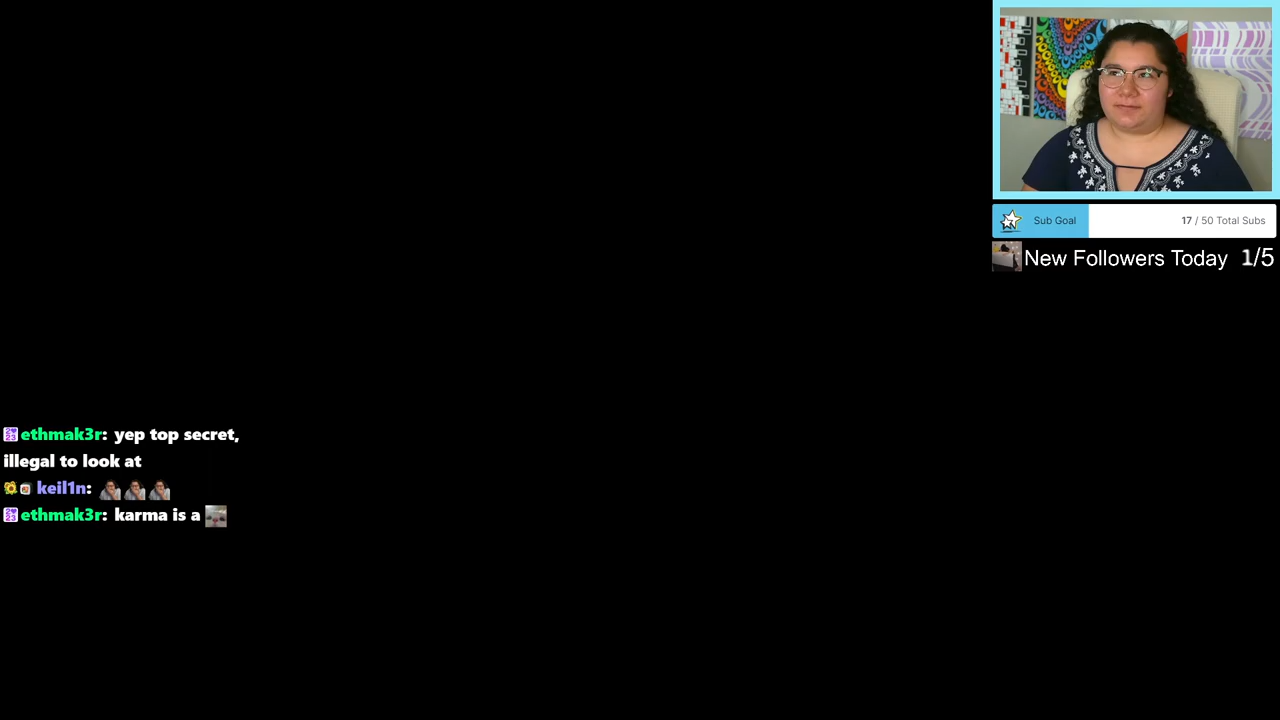 Sub Goal 17 / 50 Total Subs
New Followers Today 1/5
ethmak3r: yep top secret,
illegal to look at
keil1n:
ethmak3r: karma is a